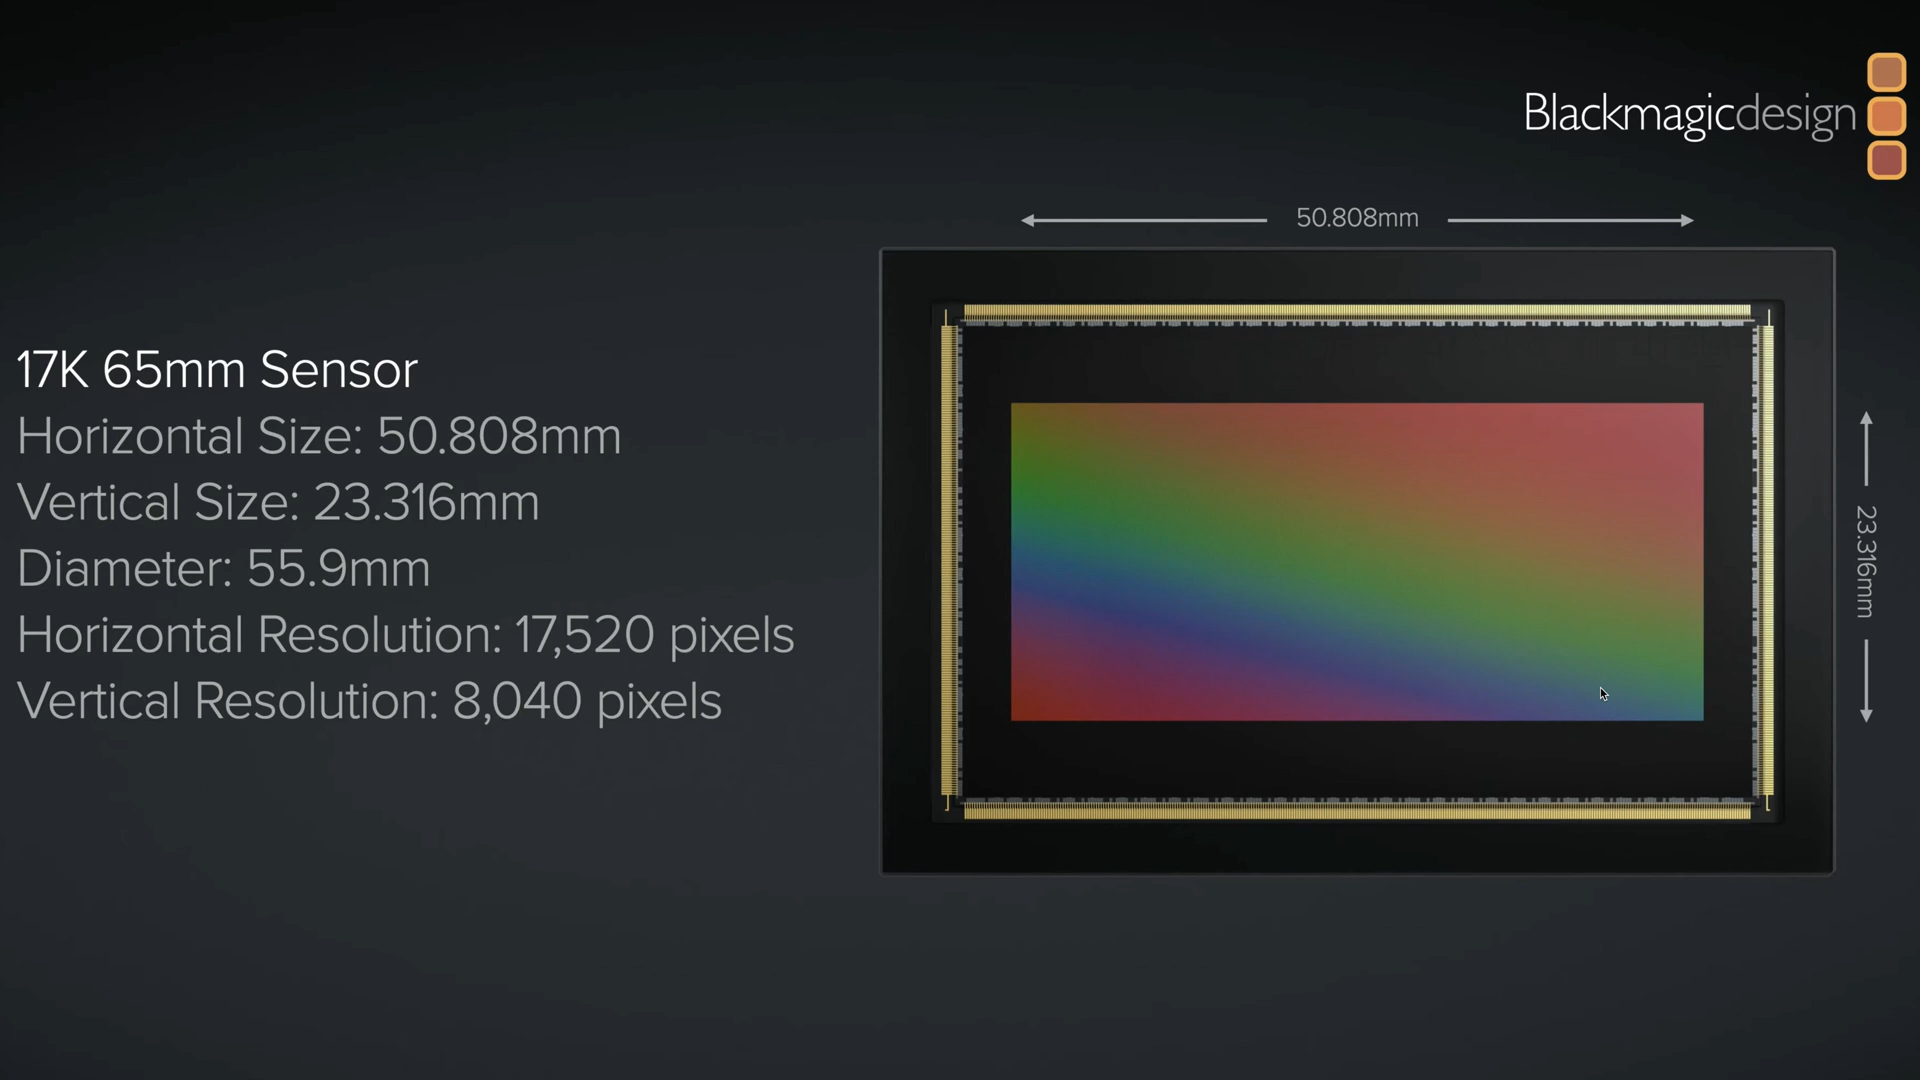 Blackmagicdesign
50.808mm
17K 65mm Sensor
Horizontal Size: 50.808mm
Vertical Size: 23.316mm
Diameter: 55.9mm
Horizontal Resolution: 17,520 pixels
Vertical Resolution: 8,040 pixels
23.316mm